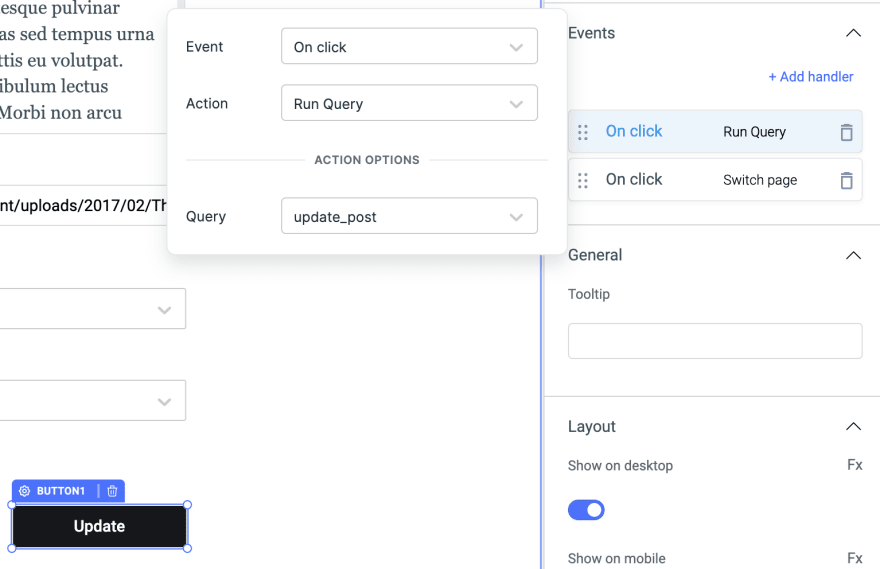 esque pulvinar
as sed tempus urna
ttis eu volutpat.
ibulum lectus
Morbi non arcu
nt/uploads/2017/02/Th
BUTTON1
Update
Event
On click
Action
Run Query
ACTION OPTIONS
Query
update_post
Events
+ Add handler
On click Run Query
On click Switch page
General
Tooltip
Layout
Show on desktop Fx
Show on mobile Fx